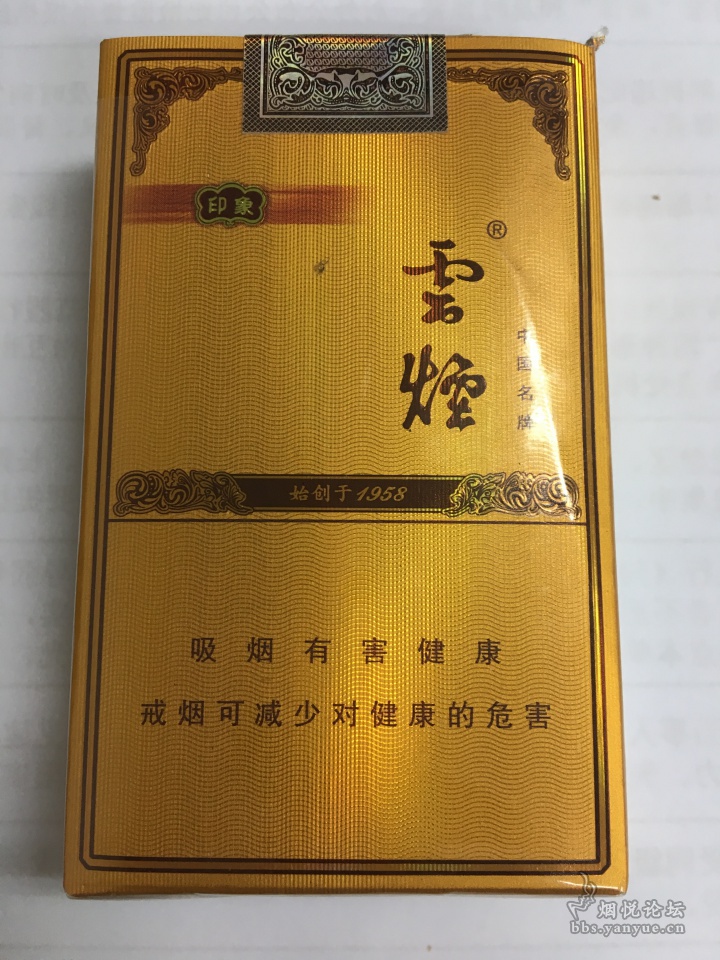 印象
雲煙®
中国名牌
始创于1958
吸烟有害健康
戒烟可减少对健康的危害
烟悦论坛
bbs.yanyue.cn